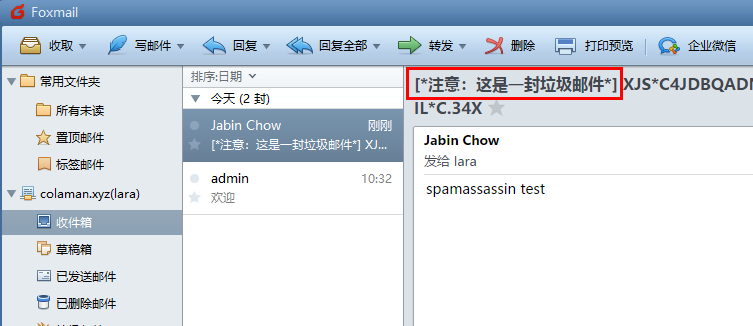 Foxmail
收取 写邮件 回复 回复全部 转发 删除 打印预览 企业微信
常用文件夹
所有未读
置顶邮件
标签邮件
colaman.xyz(lara)
收件箱
草稿箱
已发送邮件
已删除邮件
排序:日期
今天 (2 封)
Jabin Chow 刚刚
[*注意：这是一封垃圾邮件*] XJ...
admin 10:32
欢迎
[*注意：这是一封垃圾邮件*] XJS*C4JDBQADN
IL*C.34X
Jabin Chow
发给 lara
spamassassin test